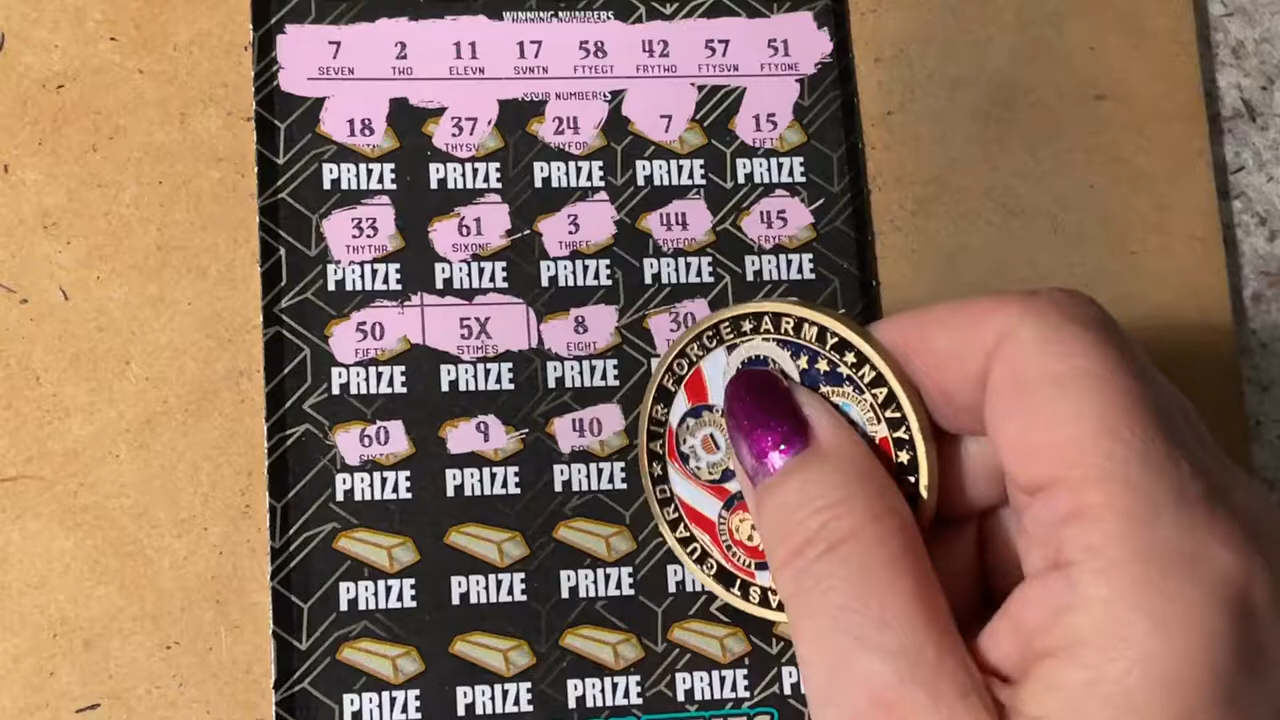 WINNING NUMBERS
7 2 11 17 58 42 57 51
SEVEN TWO ELEVN SVNTN FTYEGT FRYTWO FTYSVN FTYONE
YOUR NUMBERS
18 37 24 7 15
THYSV
PRIZE PRIZE PRIZE PRIZE PRIZE
33 61 3 44 45
THYTHR SIXONE THREE FRYFOR
PRIZE PRIZE PRIZE PRIZE PRIZE
50 5X 8 30
FIFTY 5TIMES EIGHT
PRIZE PRIZE PRIZE
60 9 40
PRIZE PRIZE PRIZE
PRIZE PRIZE PRIZE
PRIZE PRIZE PRIZE PRIZE
AIR FORCE ★ ARMY ★ NAVY ★
GUARD ★
DEPARTMENT OF